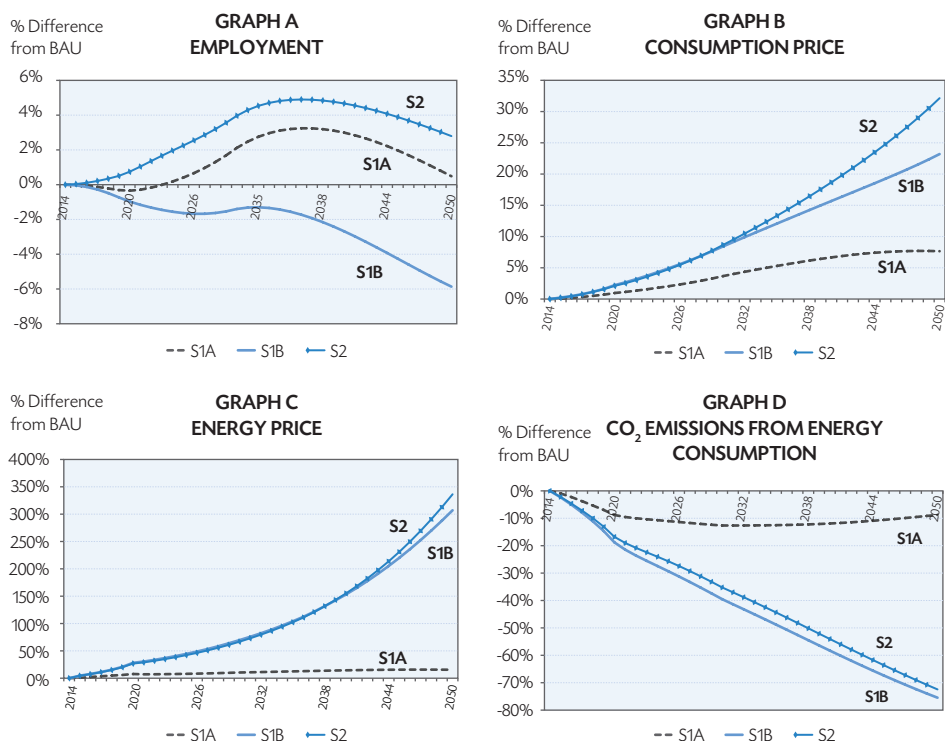 % Difference
from BAU
GRAPH A
EMPLOYMENT
6%
4%
2%
0%
-2%
-4%
-6%
-8%
S2
S1A
S1B
2014
2020
2026
2035
2038
2044
2050
S1A S1B S2
% Difference
from BAU
GRAPH B
CONSUMPTION PRICE
35%
30%
25%
20%
15%
10%
5%
0%
S2
S1B
S1A
2014
2020
2026
2032
2038
2044
2050
S1A S1B S2
% Difference
from BAU
GRAPH C
ENERGY PRICE
400%
350%
300%
250%
200%
150%
100%
50%
0%
S2
S1B
S1A
2014
2020
2026
2032
2038
2044
2050
S1A S1B S2
% Difference
from BAU
GRAPH D
CO₂ EMISSIONS FROM ENERGY
CONSUMPTION
0%
-10%
-20%
-30%
-40%
-50%
-60%
-70%
-80%
2014
2020
2026
2032
2038
2044
2050
S1A
S2
S1B
S1A S1B S2